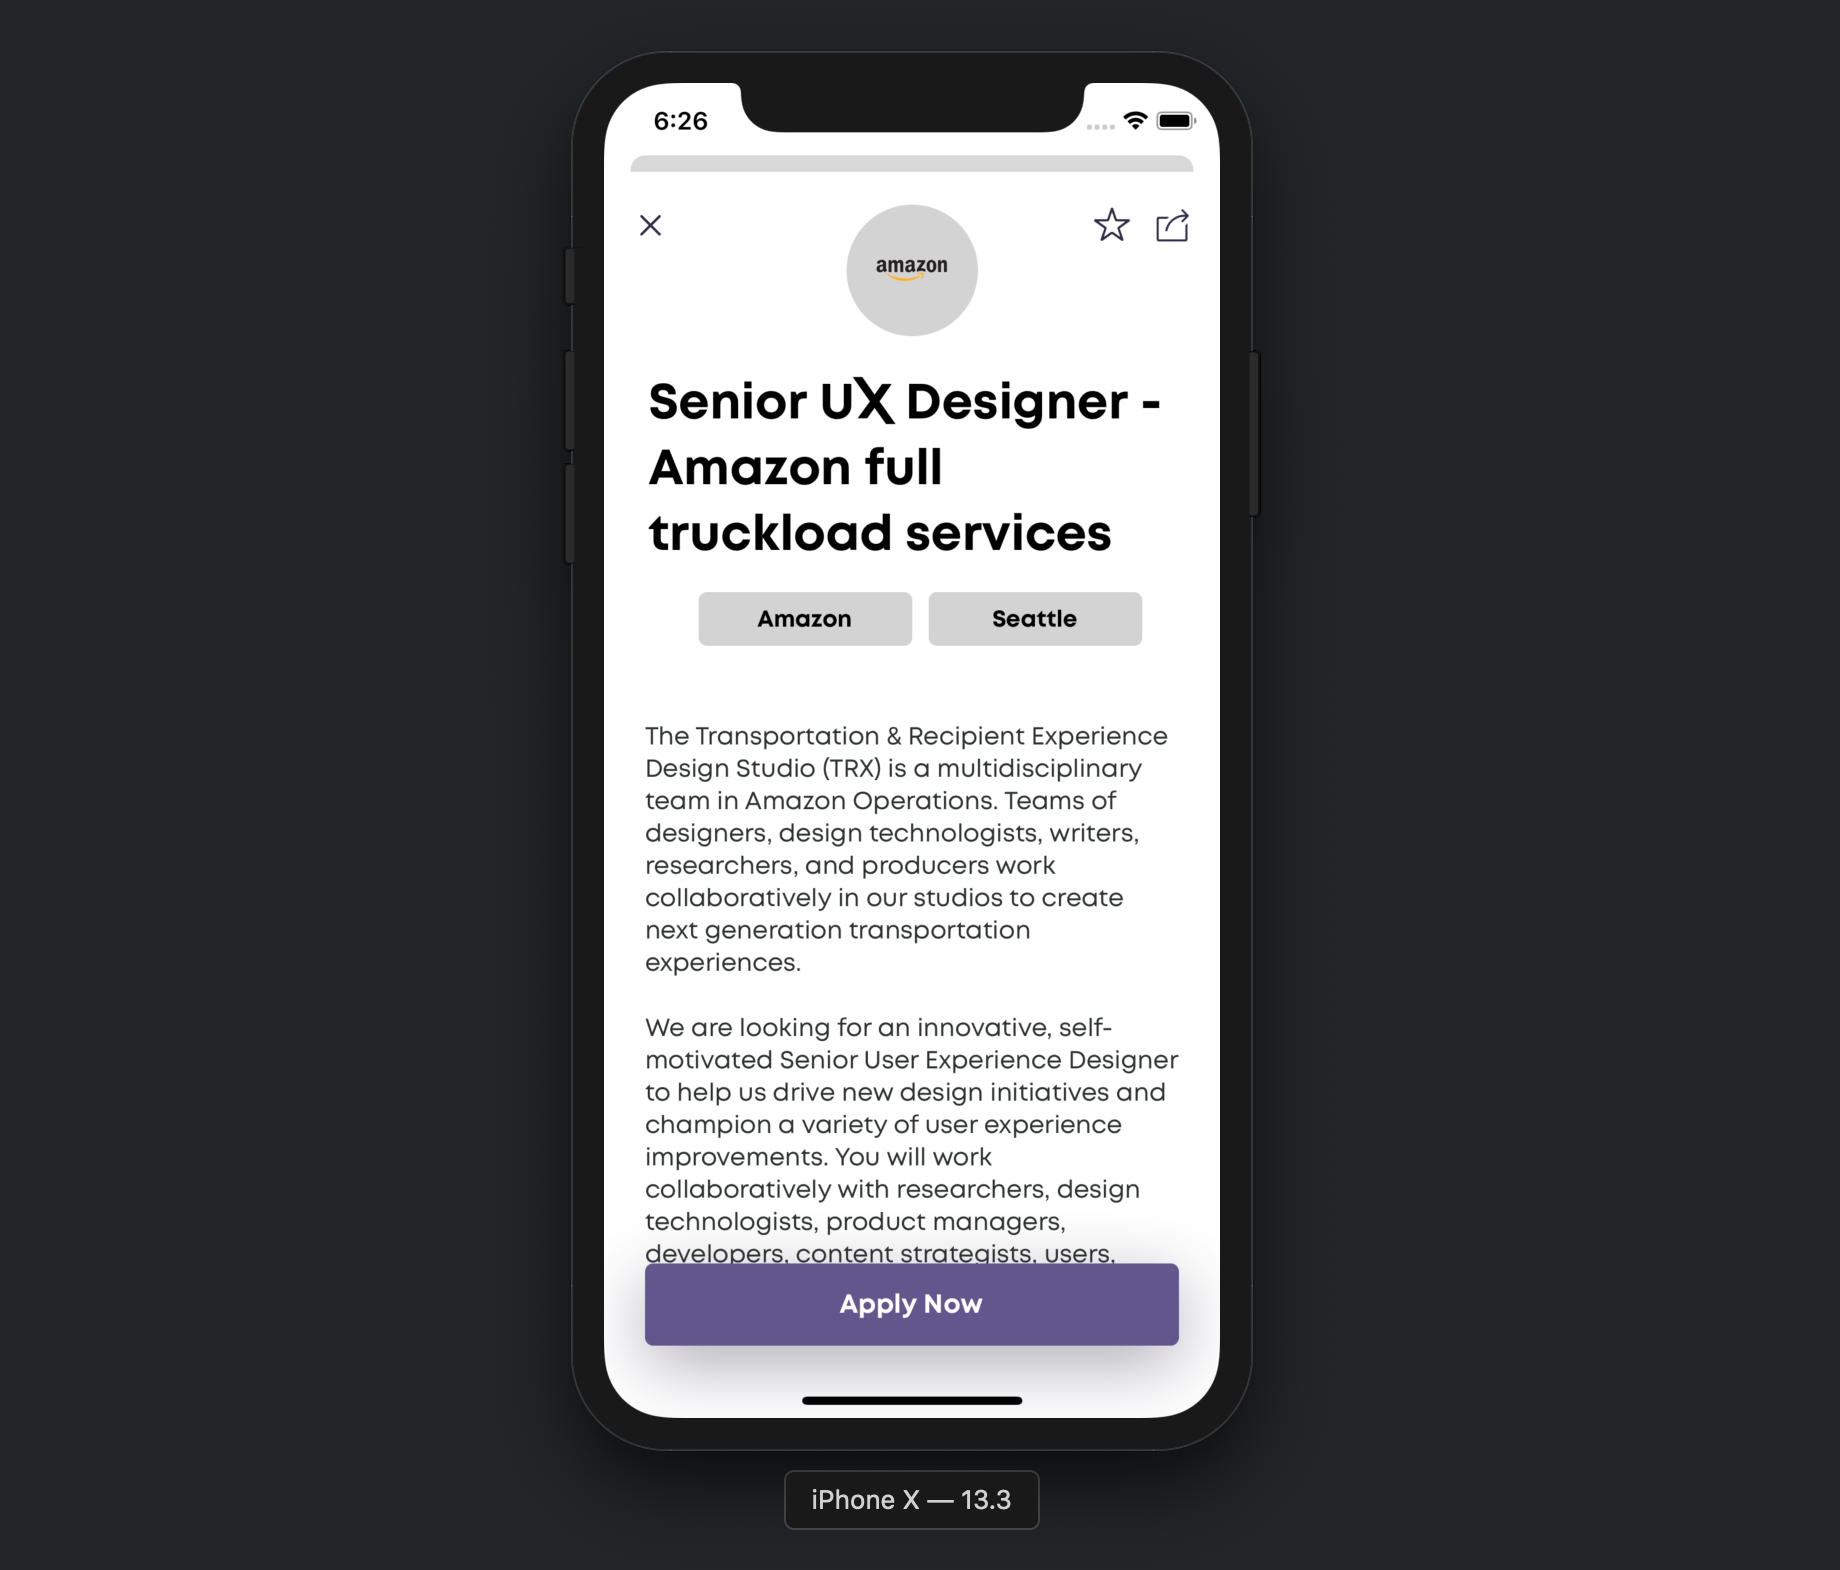 6:26
amazon
Senior UX Designer -
Amazon full
truckload services
Amazon Seattle
The Transportation & Recipient Experience
Design Studio (TRX) is a multidisciplinary
team in Amazon Operations. Teams of
designers, design technologists, writers,
researchers, and producers work
collaboratively in our studios to create
next generation transportation
experiences.
We are looking for an innovative, self-
motivated Senior User Experience Designer
to help us drive new design initiatives and
champion a variety of user experience
improvements. You will work
collaboratively with researchers, design
technologists, product managers,
developers, content strategists, users,
Apply Now
iPhone X — 13.3